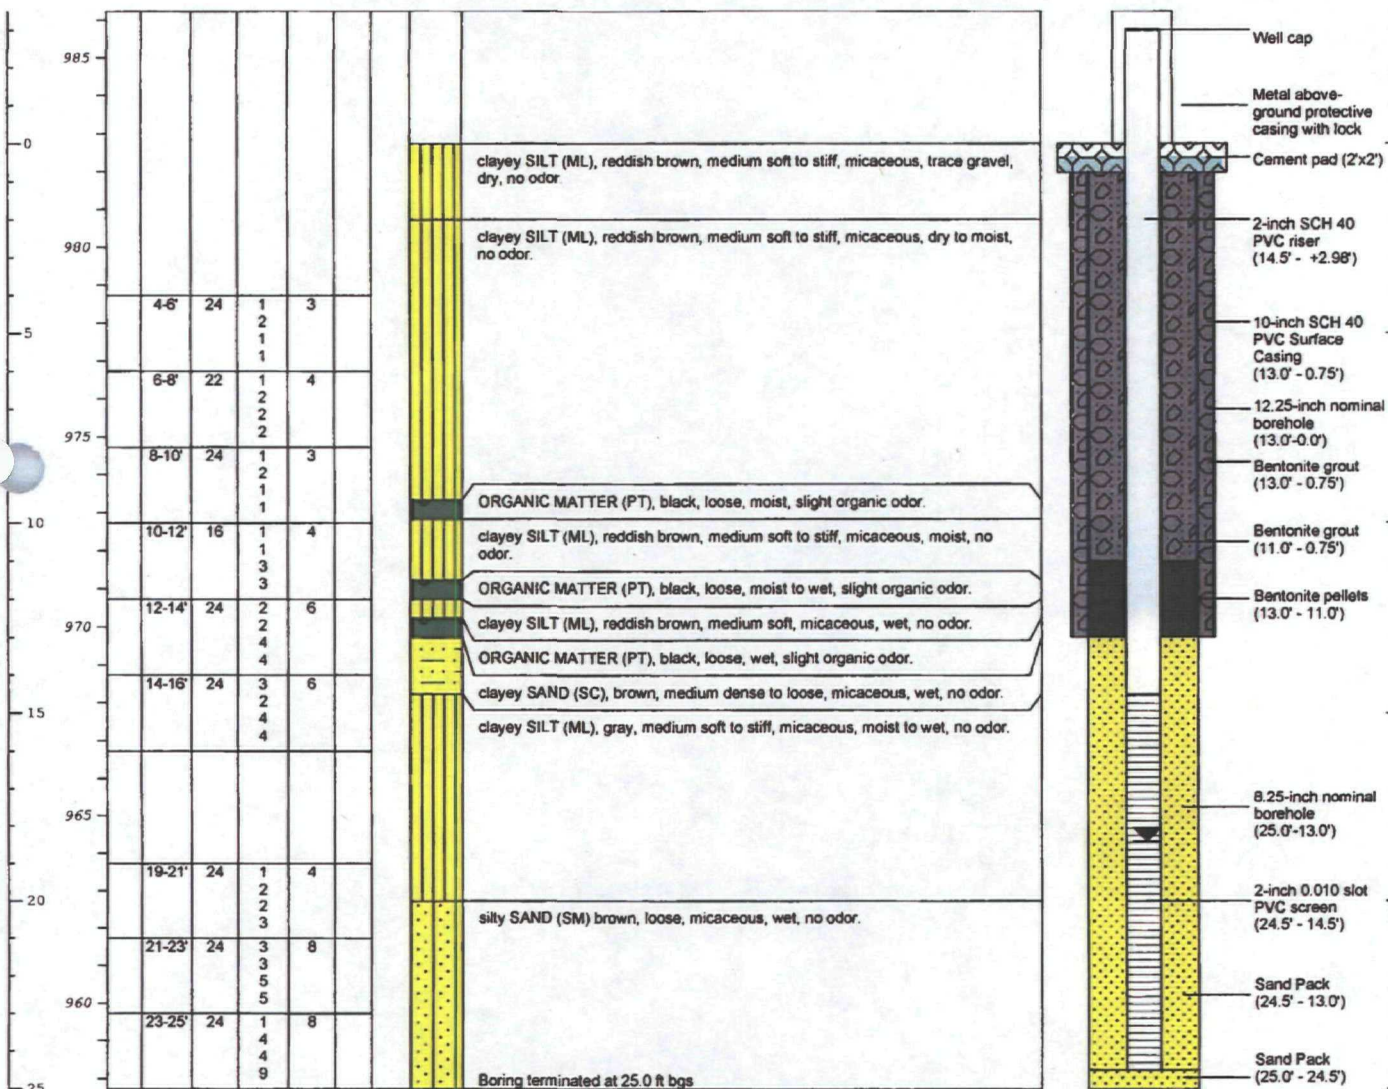 985
0
980
5
975
10
970
15
965
20
960
25
4-6' 24 1 3
2
1
1
6-8' 22 1 4
2
2
2
8-10' 24 1 3
2
1
1
10-12' 16 1 4
1
3
3
12-14' 24 2 6
2
4
4
14-16' 24 3 6
2
4
4
19-21' 24 1 4
2
2
3
21-23' 24 3 8
3
5
5
23-25' 24 1 8
4
4
9
clayey SILT (ML), reddish brown, medium soft to stiff, micaceous, trace gravel,
dry, no odor.
clayey SILT (ML), reddish brown, medium soft to stiff, micaceous, dry to moist,
no odor.
ORGANIC MATTER (PT), black, loose, moist, slight organic odor.
clayey SILT (ML), reddish brown, medium soft to stiff, micaceous, moist, no
odor.
ORGANIC MATTER (PT), black, loose, moist to wet, slight organic odor.
clayey SILT (ML), reddish brown, medium soft, micaceous, wet, no odor.
ORGANIC MATTER (PT), black, loose, wet, slight organic odor.
clayey SAND (SC), brown, medium dense to loose, micaceous, wet, no odor.
clayey SILT (ML), gray, medium soft to stiff, micaceous, moist to wet, no odor.
silty SAND (SM) brown, loose, micaceous, wet, no odor.
Boring terminated at 25.0 ft bgs
Well cap
Metal above-
ground protective
casing with lock
Cement pad (2'x2')
2-inch SCH 40
PVC riser
(14.5' - +2.98')
10-inch SCH 40
PVC Surface
Casing
(13.0' - 0.75')
12.25-inch nominal
borehole
(13.0'-0.0')
Bentonite grout
(13.0' - 0.75')
Bentonite grout
(11.0' - 0.75')
Bentonite pellets
(13.0' - 11.0')
8.25-inch nominal
borehole
(25.0'-13.0')
2-inch 0.010 slot
PVC screen
(24.5' - 14.5')
Sand Pack
(24.5' - 13.0')
Sand Pack
(25.0' - 24.5')